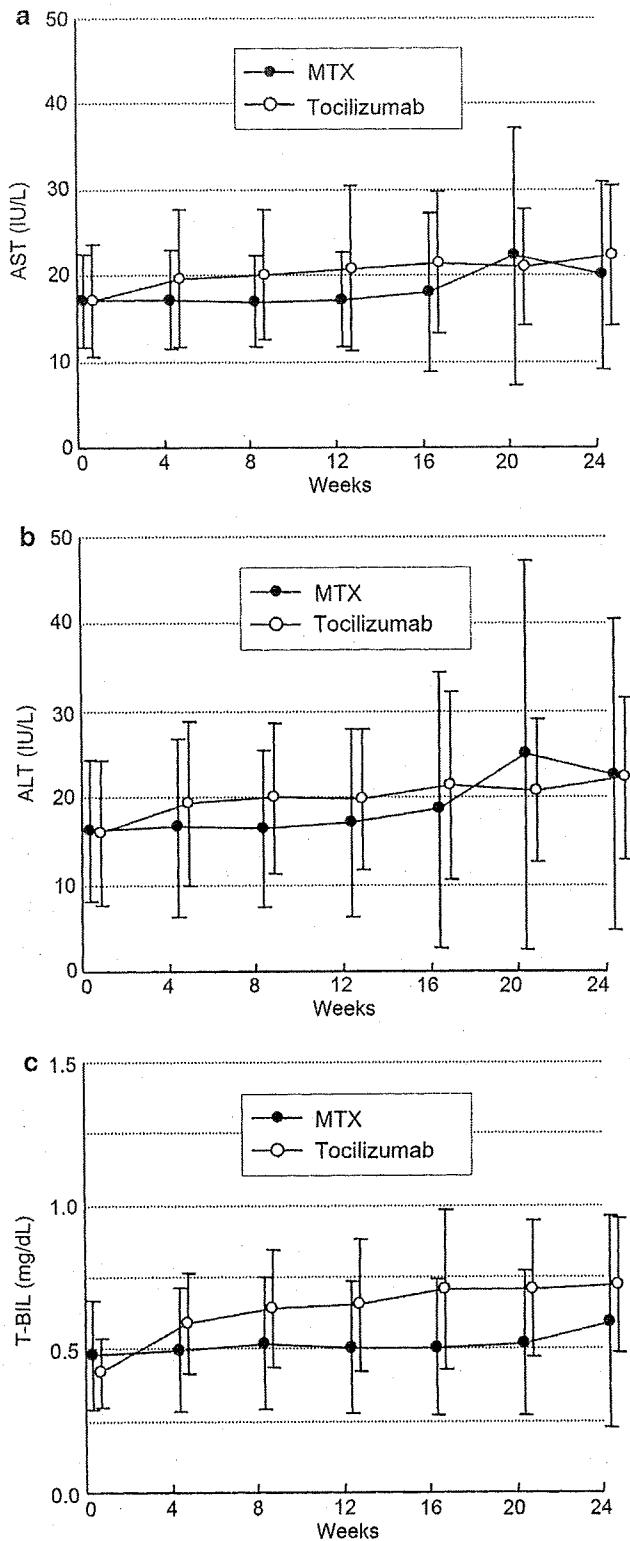 a
50
40
30
20
10
0
AST (IU/L)
MTX
Tocilizumab
0 4 8 12 16 20 24
Weeks
b
50
40
30
20
10
0
ALT (IU/L)
MTX
Tocilizumab
0 4 8 12 16 20 24
Weeks
c
1.5
1.0
0.5
0.0
T-BIL (mg/dL)
MTX
Tocilizumab
0 4 8 12 16 20 24
Weeks